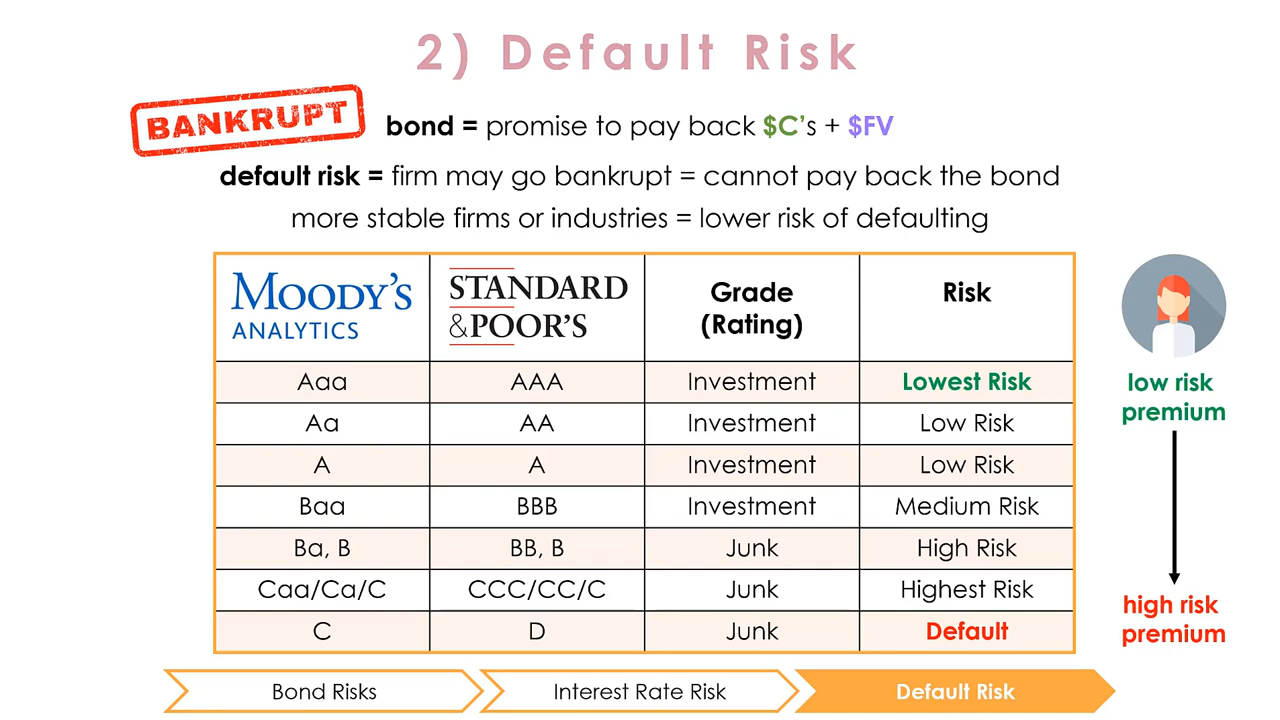 2) Default Risk
BANKRUPT
bond = promise to pay back $C's + $FV
default risk = firm may go bankrupt = cannot pay back the bond
more stable firms or industries = lower risk of defaulting
MOODY'S ANALYTICS
STANDARD &POOR'S
Grade (Rating)
Risk
Aaa AAA Investment Lowest Risk
Aa AA Investment Low Risk
A A Investment Low Risk
Baa BBB Investment Medium Risk
Ba, B BB, B Junk High Risk
Caa/Ca/C CCC/CC/C Junk Highest Risk
C D Junk Default
low risk
premium
high risk
premium
Bond Risks Interest Rate Risk Default Risk